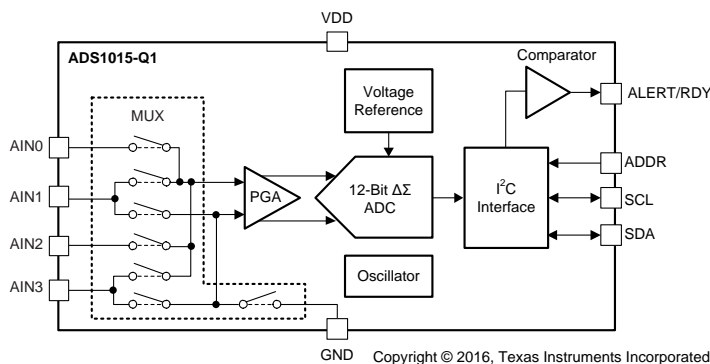 VDD
ADS1015-Q1
Comparator
Voltage
Reference
ALERT/RDY
MUX
AIN0
ADDR
AIN1
PGA
12-Bit ΔΣ
ADC
I²C
Interface
SCL
AIN2
SDA
Oscillator
AIN3
GND
Copyright © 2016, Texas Instruments Incorporated